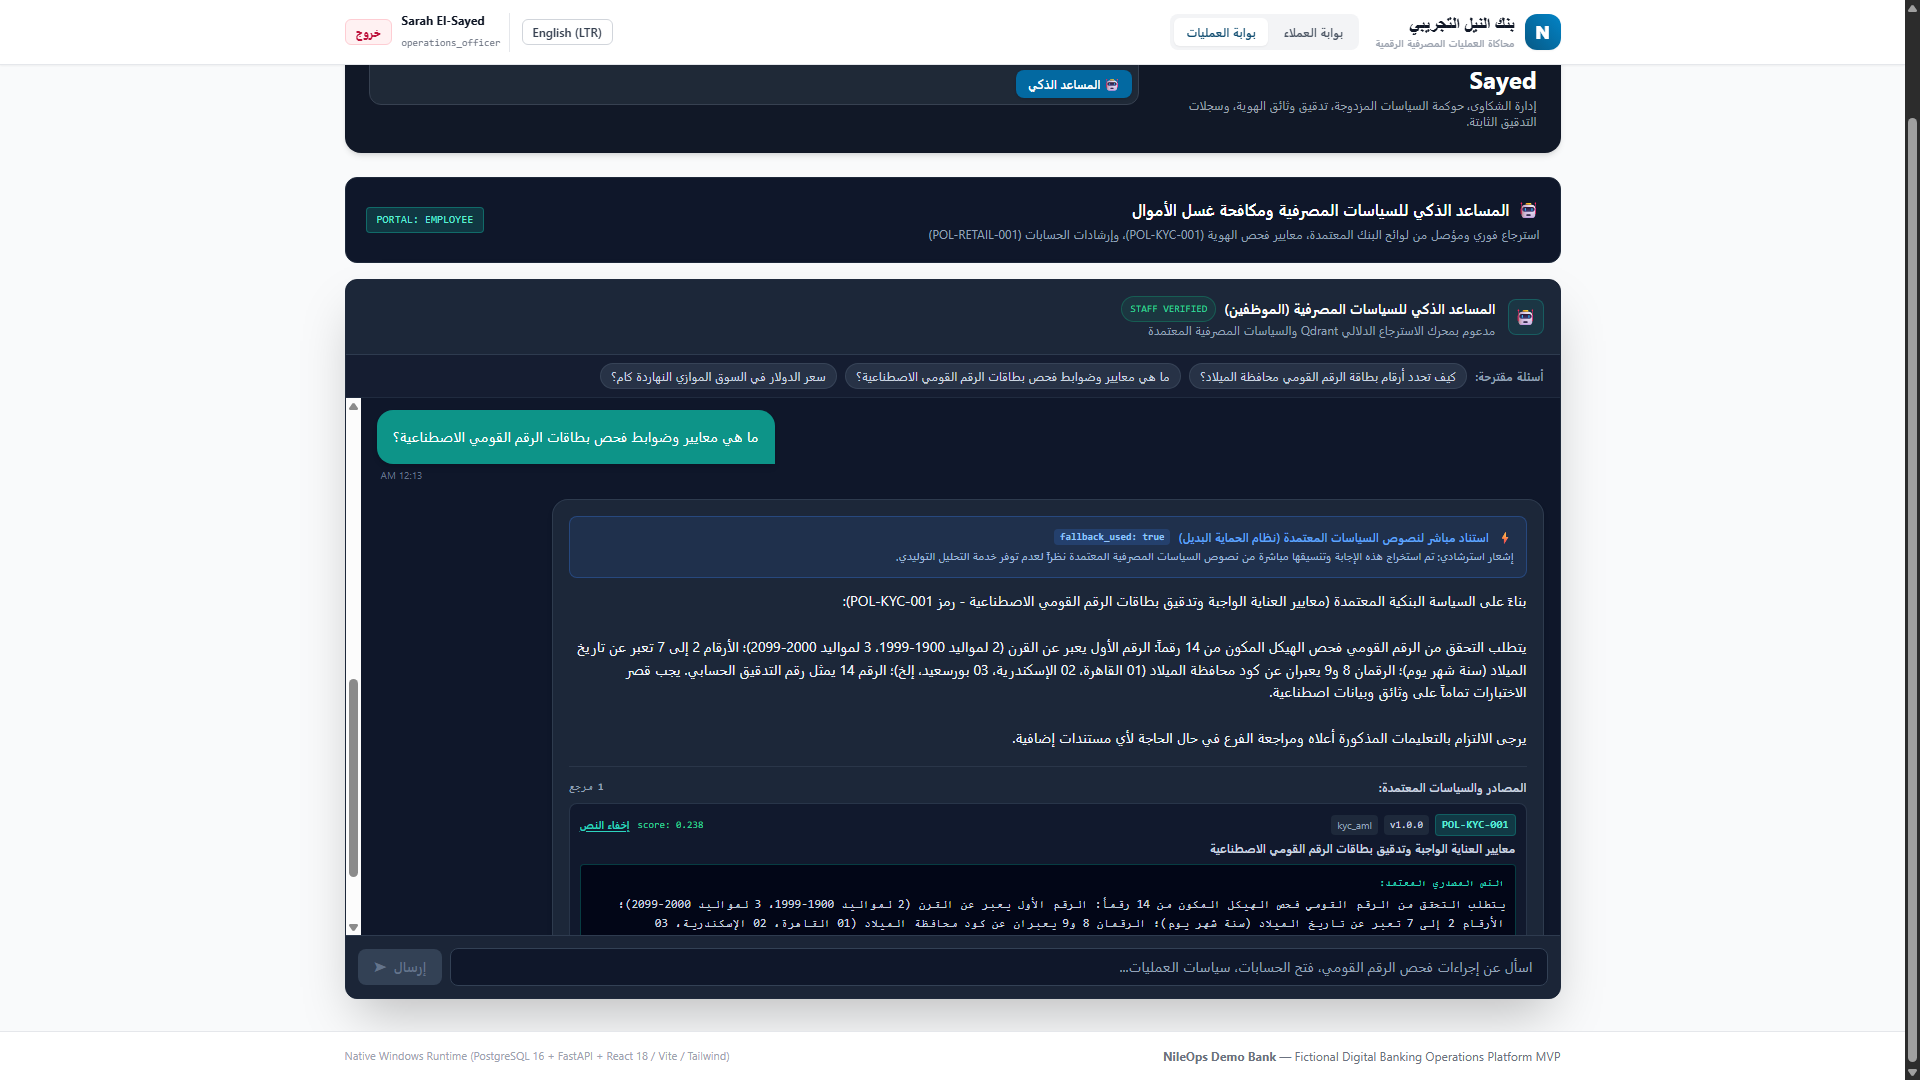 بنك النيل التجريبي
محاكاة العمليات المصرفية الرقمية
N
بوابة العملاء
بوابة العمليات
English (LTR)
Sarah El-Sayed
operations_officer
خروج
Sayed
إدارة الشكاوى، حوكمة السياسات المزدوجة، تدقيق وثائق الهوية، وسجلات
التدقيق الثابتة.
المساعد الذكي
المساعد الذكي للسياسات المصرفية ومكافحة غسل الأموال
استرجاع فوري ومؤصل من لوائح البنك المعتمدة، معايير فحص الهوية (POL-KYC-001)، وإرشادات الحسابات (POL-RETAIL-001)
PORTAL: EMPLOYEE
المساعد الذكي للسياسات المصرفية (الموظفين)
STAFF VERIFIED
مدعوم بمحرك الاسترجاع الدلالي Qdrant والسياسات المصرفية المعتمدة
أسئلة مقترحة:
كيف تحدد أرقام بطاقة الرقم القومي محافظة الميلاد؟
ما هي معايير وضوابط فحص بطاقات الرقم القومي الاصطناعية؟
سعر الدولار في السوق الموازي النهاردة كام؟
ما هي معايير وضوابط فحص بطاقات الرقم القومي الاصطناعية؟
12:13 AM
استناد مباشر لنصوص السياسات المعتمدة (نظام الحماية البديل)
fallback_used: true
إشعار استرشادي: تم استخراج هذه الإجابة وتنسيقها مباشرة من نصوص السياسات المصرفية المعتمدة نظراً لعدم توفر خدمة التحليل التوليدي.
بناءً على السياسة البنكية المعتمدة (معايير العناية الواجبة وتدقيق بطاقات الرقم القومي الاصطناعية - رمز POL-KYC-001):
يتطلب التحقق من الرقم القومي فحص الهيكل المكون من 14 رقماً: الرقم الأول يعبر عن القرن (2 لمواليد 1900-1999، 3 لمواليد 2000-2099)؛ الأرقام 2 إلى 7 تعبر عن تاريخ
الميلاد (سنة شهر يوم)؛ الرقمان 8 و9 يعبران عن كود محافظة الميلاد (01 القاهرة، 02 الإسكندرية، 03 بورسعيد، إلخ)؛ الرقم 14 يمثل رقم التدقيق الحسابي. يجب قصر
الاختبارات تماماً على وثائق وبيانات اصطناعية.
يرجى الالتزام بالتعليمات المذكورة أعلاه ومراجعة الفرع في حال الحاجة لأي مستندات إضافية.
المصادر والسياسات المعتمدة:
1 مرجع
POL-KYC-001
v1.0.0
kyc_aml
score: 0.238
إخفاء النص
معايير العناية الواجبة وتدقيق بطاقات الرقم القومي الاصطناعية
النص المصدري المعتمد:
يتطلب التحقق من الرقم القومي فحص الهيكل المكون من 14 رقماً: الرقم الأول يعبر عن القرن (2 لمواليد 1900-1999، 3 لمواليد 2000-2099)؛
الأرقام 2 إلى 7 تعبر عن تاريخ الميلاد (سنة شهر يوم)؛ الرقمان 8 و9 يعبران عن كود محافظة الميلاد (01 القاهرة، 02 الإسكندرية، 03
اسأل عن إجراءات فحص الرقم القومي، فتح الحسابات، سياسات العمليات...
إرسال
NileOps Demo Bank — Fictional Digital Banking Operations Platform MVP
Native Windows Runtime (PostgreSQL 16 + FastAPI + React 18 / Vite / Tailwind)